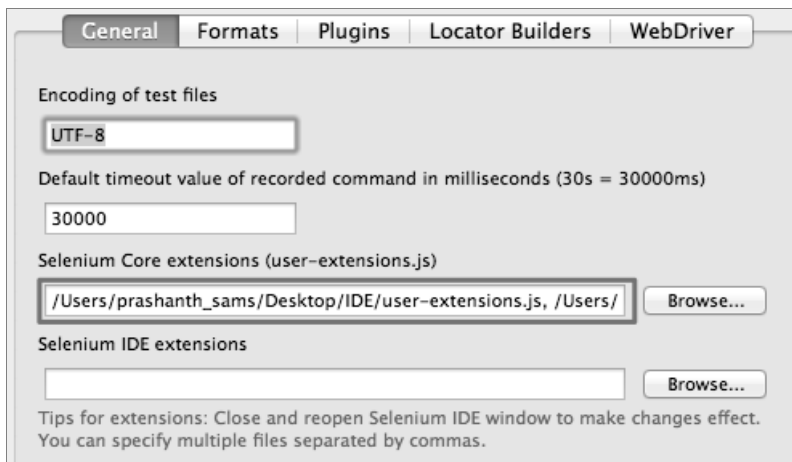 General Formats Plugins Locator Builders WebDriver
Encoding of test files
UTF-8
Default timeout value of recorded command in milliseconds (30s = 30000ms)
30000
Selenium Core extensions (user-extensions.js)
/Users/prashanth_sams/Desktop/IDE/user-extensions.js, /Users/ Browse...
Selenium IDE extensions
Browse...
Tips for extensions: Close and reopen Selenium IDE window to make changes effect.
You can specify multiple files separated by commas.